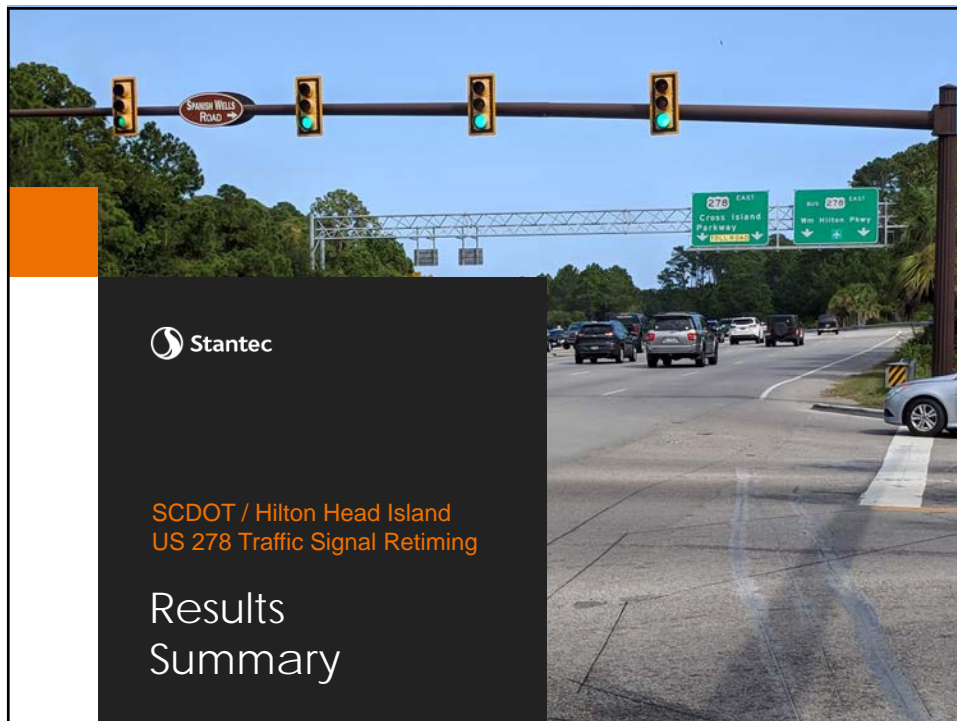 SPANISH WELLS
ROAD →
278 EAST
Cross Island
Parkway
TOLL ROAD
BUS 278 EAST
Wm Hilton Pkwy
Stantec
SCDOT / Hilton Head Island
US 278 Traffic Signal Retiming
Results
Summary